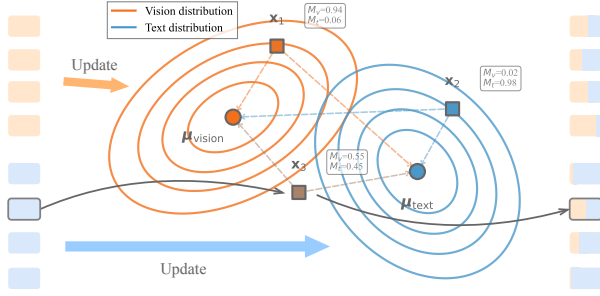 Vision distribution
Text distribution
x₁
Mᵥ=0.94
Mₜ=0.06
Update
x₂
Mᵥ=0.02
Mₜ=0.98
μvision
x₃
Mᵥ=0.55
Mₜ=0.45
μtext
Update